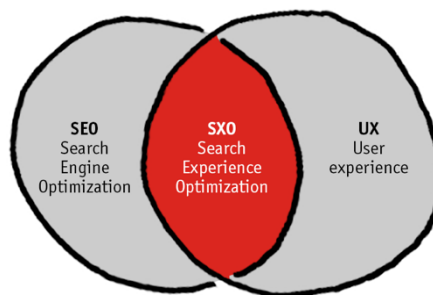 SEO
Search
Engine
Optimization
SXO
Search
Experience
Optimization
UX
User
experience